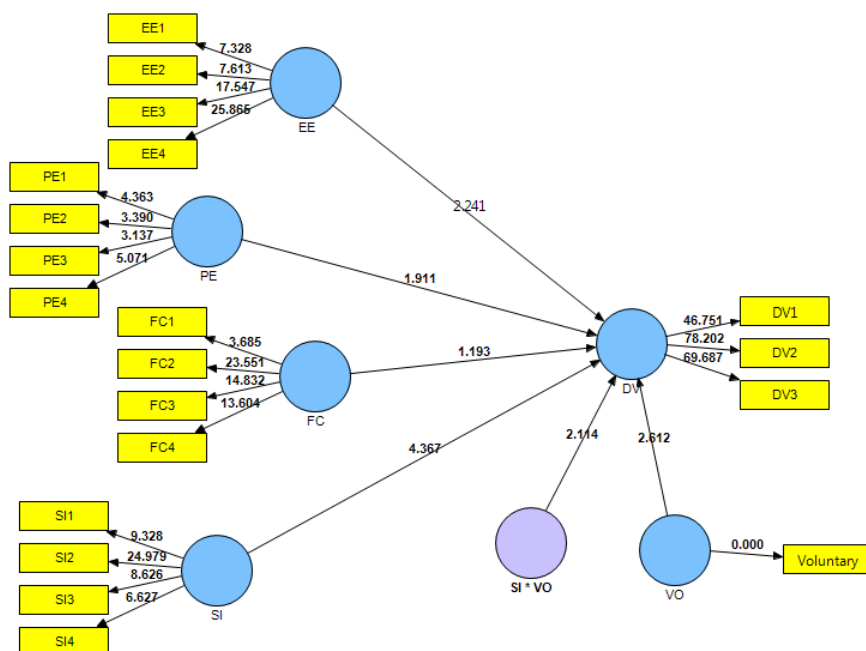 EE1
7.328
EE2
7.613
EE3
17.547
EE4
25.865
EE
2.241
PE1
4.363
PE2
3.390
PE3
3.137
PE4
5.071
PE
1.911
FC1
3.685
FC2
23.551
FC3
14.832
FC4
13.604
FC
1.193
DV
46.751
DV1
78.202
DV2
69.687
DV3
SI1
9.328
SI2
24.979
SI3
8.626
SI4
6.627
SI
4.367
2.114
SI * VO
2.612
VO
0.000
Voluntary